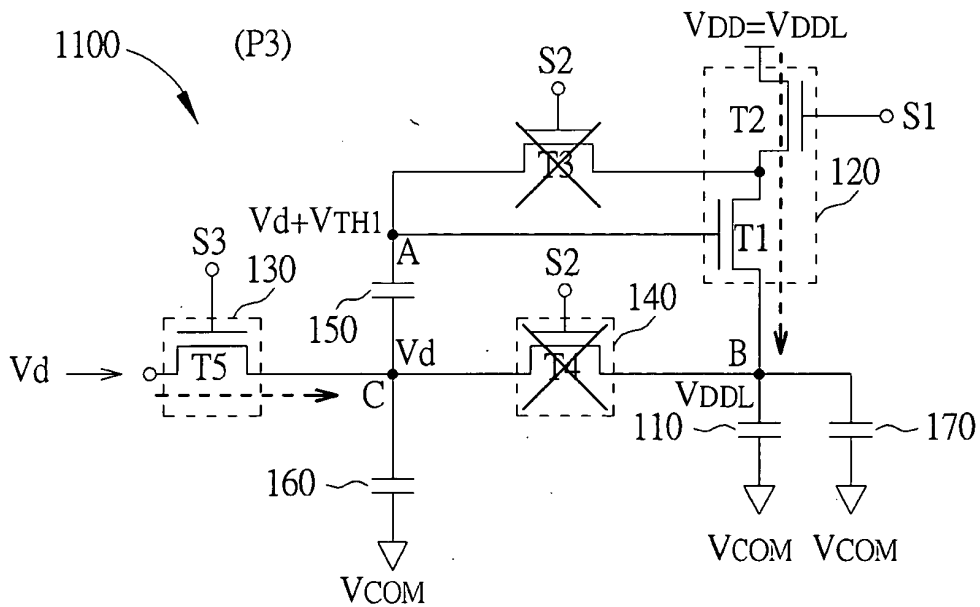 1100
(P3)
VDD=VDDL
S2
T2
S1
T3
120
Vd+VTH1
A
T1
S3
130
S2
140
150
Vd
B
Vd
T5
C
T4
VDDL
110
170
160
VCOM
VCOM
VCOM